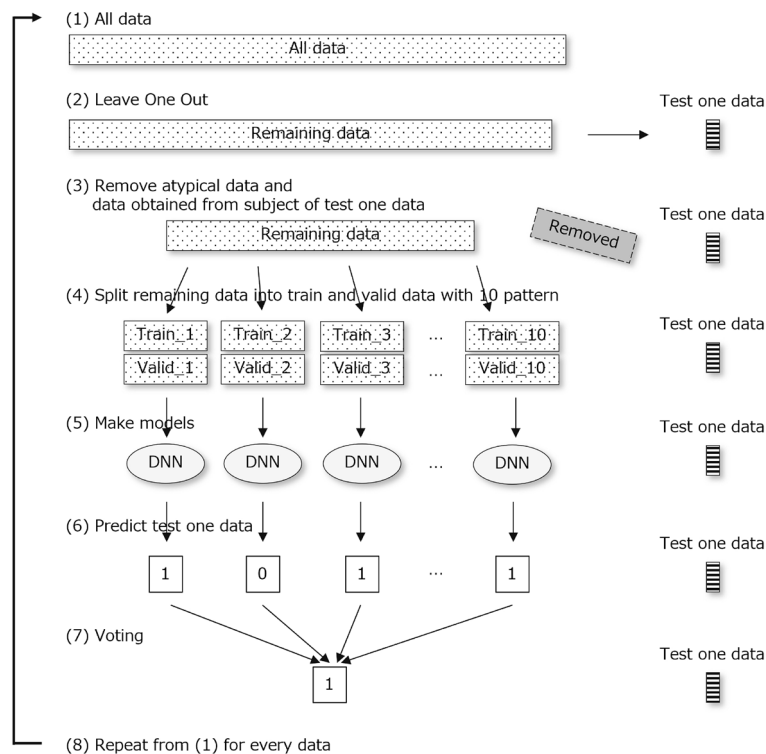 (1) All data
All data
(2) Leave One Out
Test one data
Remaining data
(3) Remove atypical data and
data obtained from subject of test one data
Test one data
Remaining data
Removed
(4) Split remaining data into train and valid data with 10 pattern
Test one data
Train_1 Train_2 Train_3 ... Train_10
Valid_1 Valid_2 Valid_3 ... Valid_10
(5) Make models
Test one data
DNN DNN DNN ... DNN
(6) Predict test one data
Test one data
1 0 1 ... 1
(7) Voting
Test one data
1
(8) Repeat from (1) for every data